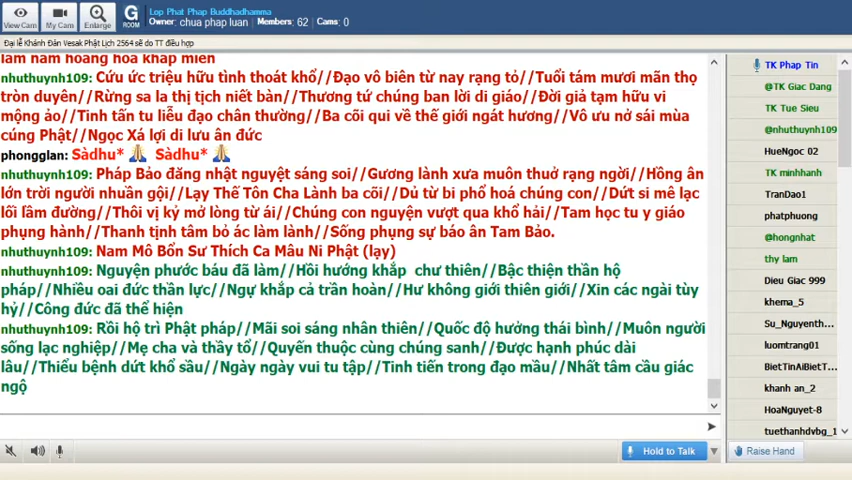 View Cam
My Cam
Enlarge
G
ROOM
Lop Phat Phap Buddhadhamma
Owner: chua phap luan   Members: 62   Cams: 0
Đại lễ Khánh Đản Vesak Phật Lịch 2564 sẽ do TT điều hợp
lam nam hoang hoa khap mien
nhuthuynh109: Cứu ức triệu hữu tình thoát khổ//Đạo vô biên từ nay rạng tỏ//Tuổi tám mươi mãn thọ
tròn duyên//Rừng sa la thị tịch niết bàn//Thương tứ chúng ban lời di giáo//Đời giả tạm hữu vi
mộng ảo//Tinh tấn tu liễu đạo chân thường//Ba cõi qui về thế giới ngát hương//Vô ưu nở sái mùa
cúng Phật//Ngọc Xá lợi di lưu ân đức
phongglan: Sàdhu* Sàdhu*
nhuthuynh109: Pháp Bảo đăng nhật nguyệt sáng soi//Gương lành xưa muôn thuở rạng ngời//Hồng ân
lớn trời người nhuần gội//Lạy Thế Tôn Cha Lành ba cõi//Dủ từ bi phổ hoá chúng con//Dứt si mê lạc
lối lầm đường//Thôi vị kỷ mở lòng từ ái//Chúng con nguyện vượt qua khổ hải//Tam học tu y giáo
phụng hành//Thanh tịnh tâm bỏ ác làm lành//Sống phụng sự báo ân Tam Bảo.
nhuthuynh109: Nam Mô Bổn Sư Thích Ca Mâu Ni Phật (lạy)
nhuthuynh109: Nguyện phước báu đã làm//Hồi hướng khắp chư thiên//Bậc thiện thần hộ
pháp//Nhiều oai đức thần lực//Ngự khắp cả trần hoàn//Hư không giới thiên giới//Xin các ngài tùy
hỷ//Công đức đã thể hiện
nhuthuynh109: Rồi hộ trì Phật pháp//Mãi soi sáng nhân thiên//Quốc độ hưởng thái bình//Muôn người
sống lạc nghiệp//Mẹ cha và thầy tổ//Quyến thuộc cùng chúng sanh//Được hạnh phúc dài
lâu//Thiểu bệnh dứt khổ sầu//Ngày ngày vui tu tập//Tinh tiến trong đạo mầu//Nhất tâm cầu giác
ngộ
TK Phap Tin
@TK Giac Dang
TK Tue Sieu
@nhuthuynh109
HueNgoc 02
TK minhhanh
TranDao1
phatphuong
@hongnhat
thy lam
Dieu Giac 999
khema_5
Su_Nguyenth...
luomtrang01
BietTinAiBietT...
khanh an_2
HoaNguyet-8
tuethanhdvbg_1
Hold to Talk
Raise Hand